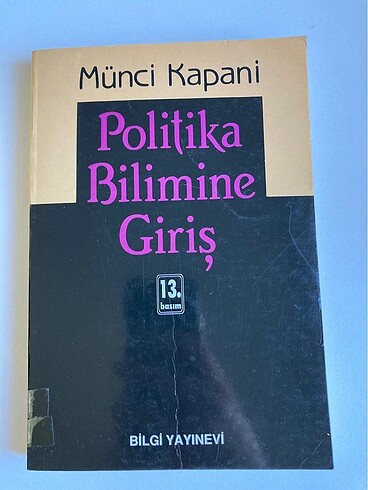 Münci Kapani
Politika
Bilimine
Giriş
13.
basım
BİLGİ YAYINEVİ